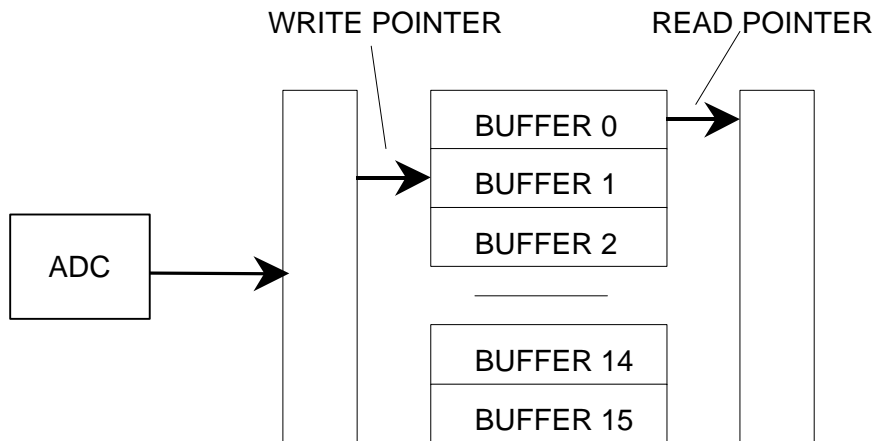 WRITE POINTER READ POINTER
BUFFER 0
BUFFER 1
BUFFER 2
ADC
BUFFER 14
BUFFER 15